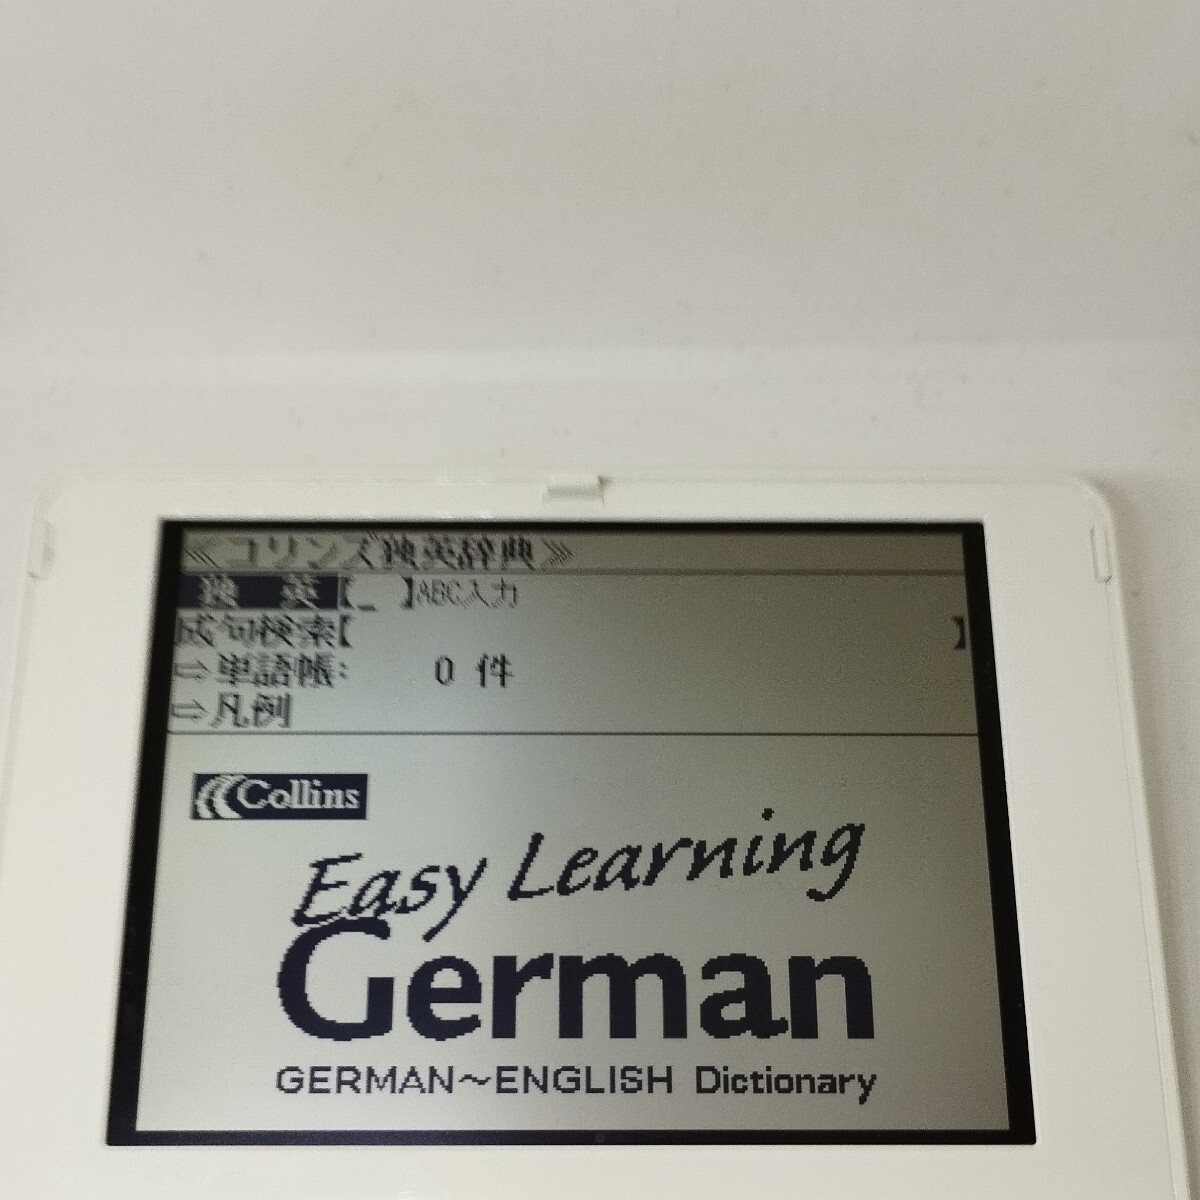 ≪コリンズ独英辞典≫
独 英【_ 】ABC入力
成句検索【 】
⇨単語帳: 0 件
⇨凡例
Collins
Easy Learning
German
GERMAN～ENGLISH Dictionary